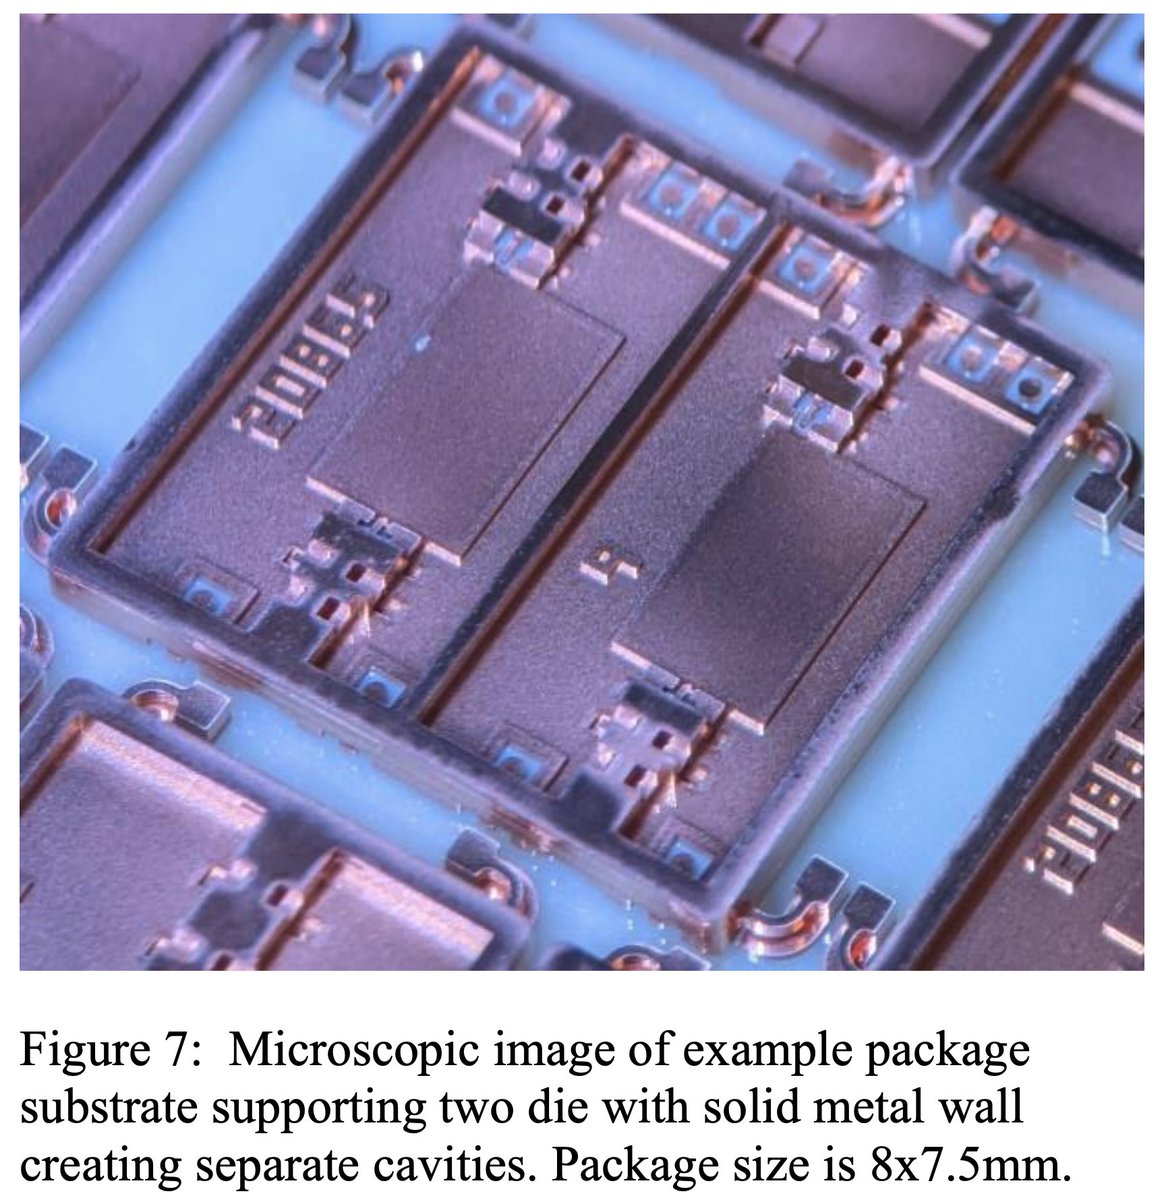 Figure 7:  Microscopic image of example package
substrate supporting two die with solid metal wall
creating separate cavities. Package size is 8x7.5mm.